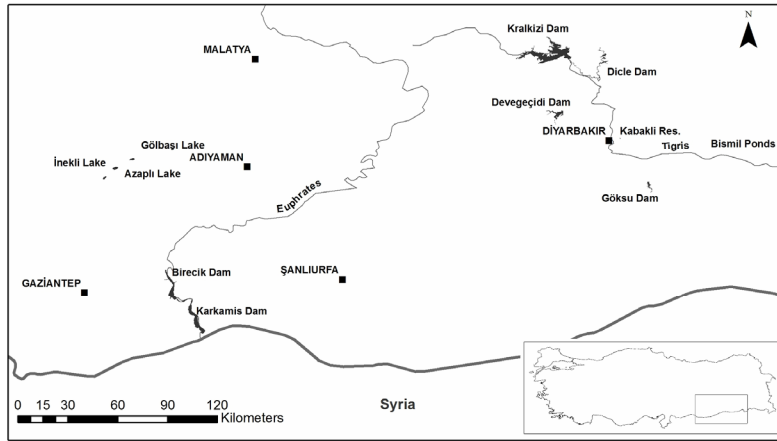 N
Kralkizi Dam
MALATYA
Dicle Dam
Devegeçidi Dam
DİYARBAKIR
Kabakli Res.
Tigris
Bismil Ponds
Gölbaşı Lake
İnekli Lake
ADIYAMAN
Azaplı Lake
Göksu Dam
Euphrates
Birecik Dam
ŞANLIURFA
GAZİANTEP
Karkamis Dam
Syria
0 15 30 60 90 120
Kilometers